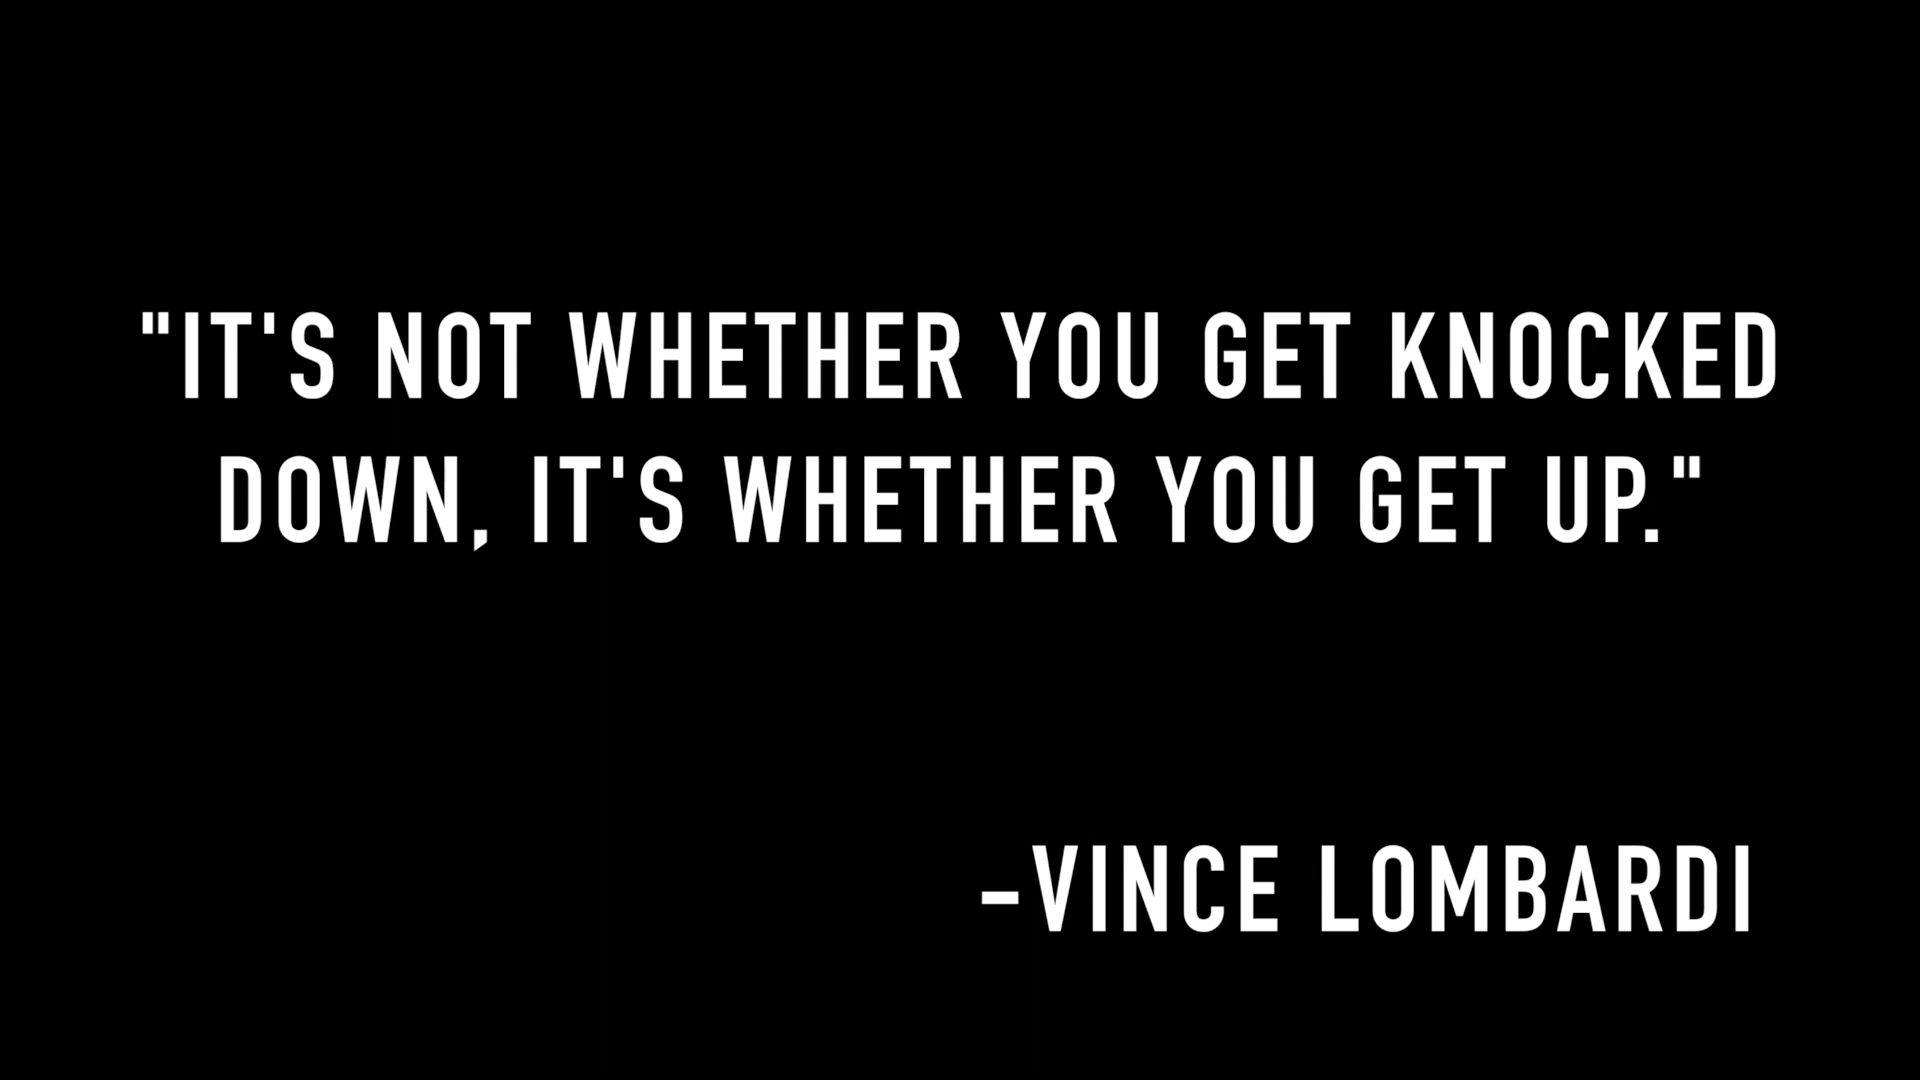 "IT'S NOT WHETHER YOU GET KNOCKED
DOWN, IT'S WHETHER YOU GET UP."
-VINCE LOMBARDI